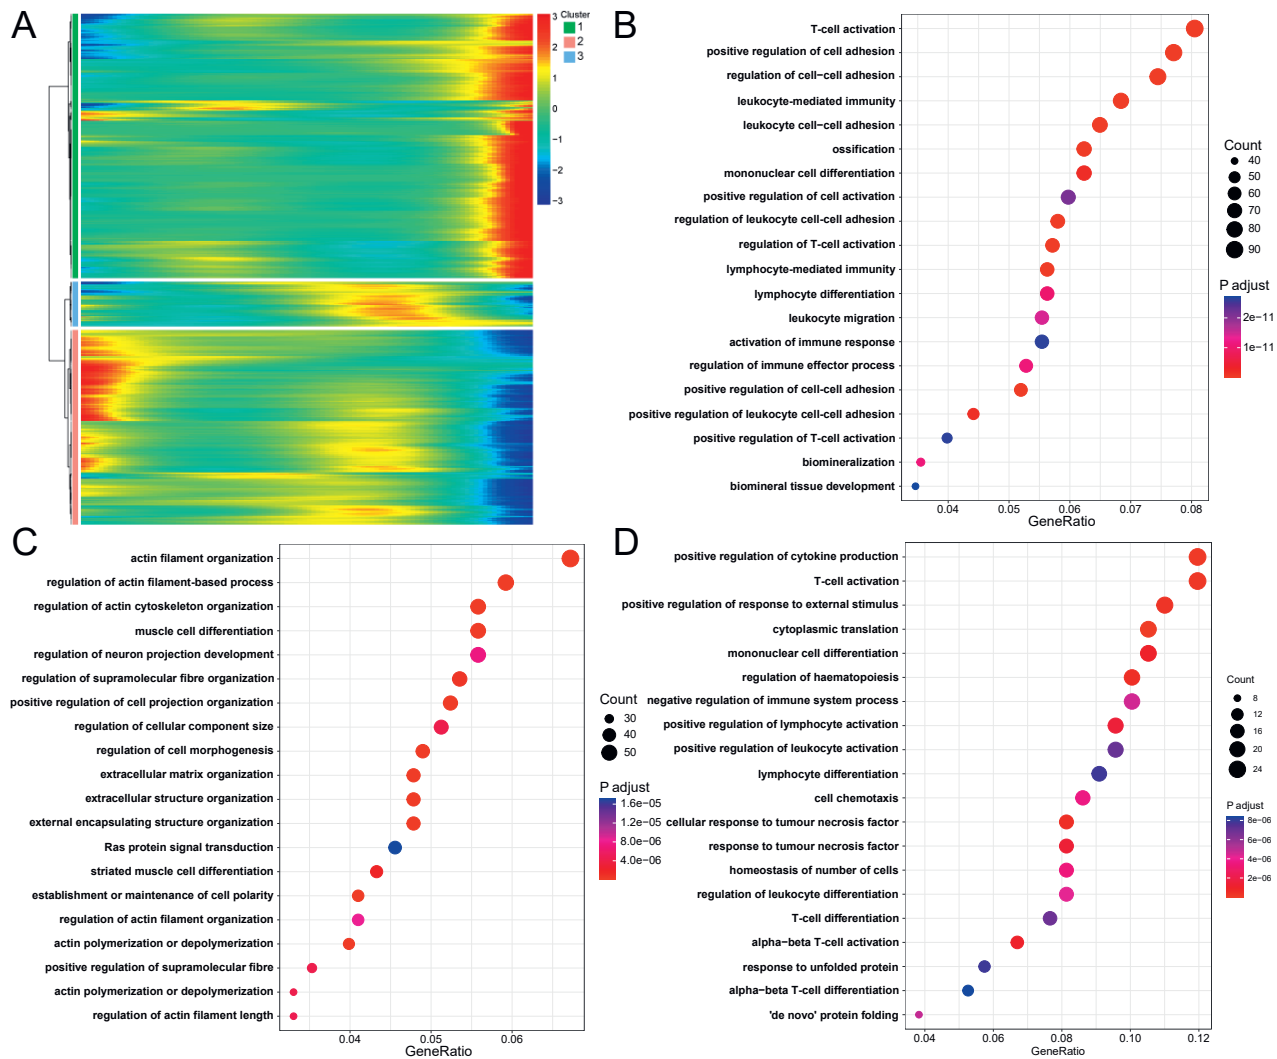 A
3
2
1
0
−1
−2
−3
Cluster
1
2
3
B
T-cell activation
positive regulation of cell adhesion
regulation of cell−cell adhesion
leukocyte-mediated immunity
leukocyte cell−cell adhesion
ossification
mononuclear cell differentiation
positive regulation of cell activation
regulation of leukocyte cell-cell adhesion
regulation of T-cell activation
lymphocyte-mediated immunity
lymphocyte differentiation
leukocyte migration
activation of immune response
regulation of immune effector process
positive regulation of cell-cell adhesion
positive regulation of leukocyte cell-cell adhesion
positive regulation of T-cell activation
biomineralization
biomineral tissue development
0.04 0.05 0.06 0.07 0.08
GeneRatio
Count
40
50
60
70
80
90
P adjust
2e−11
1e−11
C
actin filament organization
regulation of actin filament-based process
regulation of actin cytoskeleton organization
muscle cell differentiation
regulation of neuron projection development
regulation of supramolecular fibre organization
positive regulation of cell projection organization
regulation of cellular component size
regulation of cell morphogenesis
extracellular matrix organization
extracellular structure organization
external encapsulating structure organization
Ras protein signal transduction
striated muscle cell differentiation
establishment or maintenance of cell polarity
regulation of actin filament organization
actin polymerization or depolymerization
positive regulation of supramolecular fibre
actin polymerization or depolymerization
regulation of actin filament length
0.04 0.05 0.06
GeneRatio
Count
30
40
50
P adjust
1.6e−05
1.2e−05
8.0e−06
4.0e−06
D
positive regulation of cytokine production
T-cell activation
positive regulation of response to external stimulus
cytoplasmic translation
mononuclear cell differentiation
regulation of haematopoiesis
negative regulation of immune system process
positive regulation of lymphocyte activation
positive regulation of leukocyte activation
lymphocyte differentiation
cell chemotaxis
cellular response to tumour necrosis factor
response to tumour necrosis factor
homeostasis of number of cells
regulation of leukocyte differentiation
T-cell differentiation
alpha−beta T-cell activation
response to unfolded protein
alpha−beta T-cell differentiation
'de novo' protein folding
0.04 0.06 0.08 0.10 0.12
GeneRatio
Count
8
12
16
20
24
P adjust
8e−06
6e−06
4e−06
2e−06